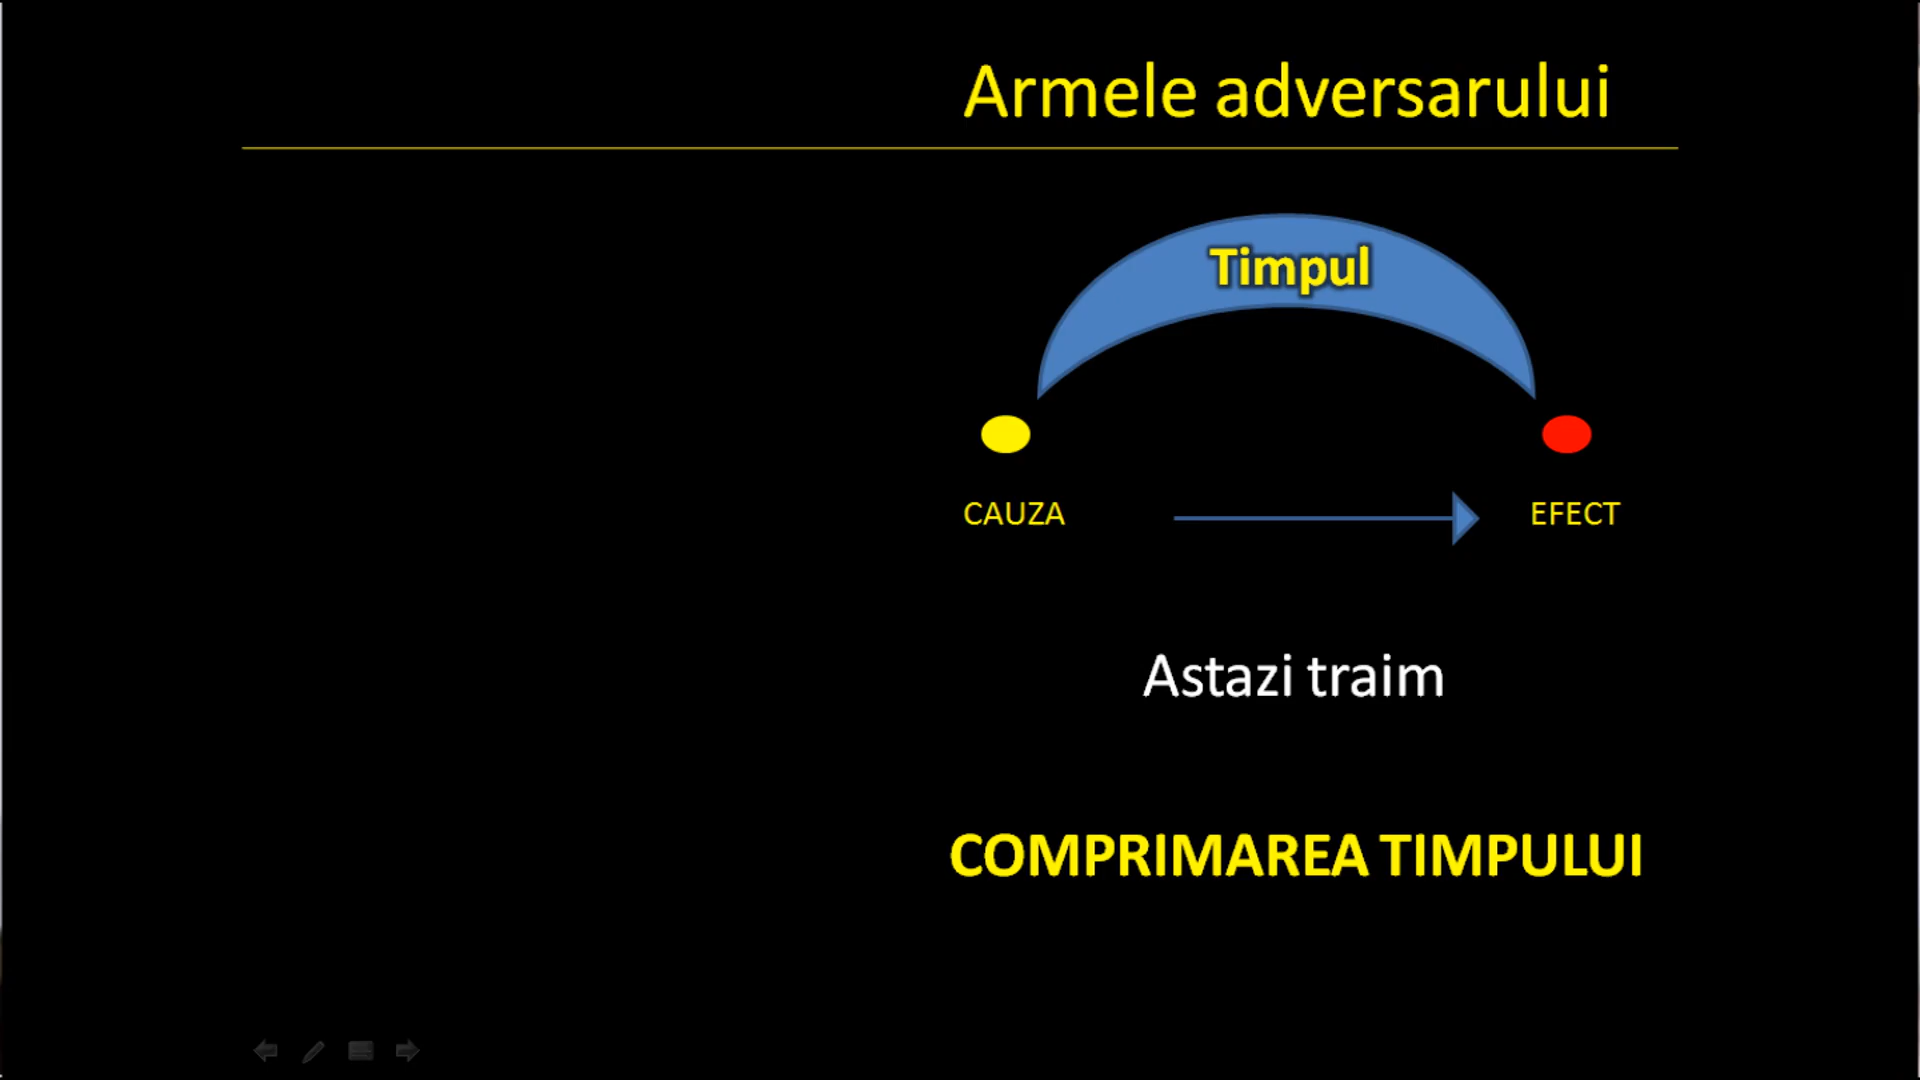 Armele adversarului
Timpul
CAUZA
EFECT
Astazi traim
COMPRIMAREA TIMPULUI